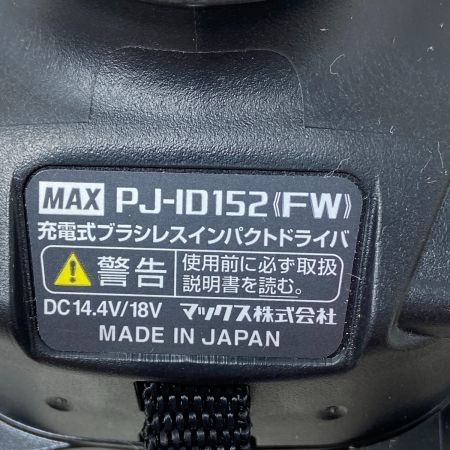 MAX PJ-ID152《FW》
充電式ブラシレスインパクトドライバ
警告 使用前に必ず取扱
説明書を読む。
DC14.4V/18V マックス株式会社
MADE IN JAPAN